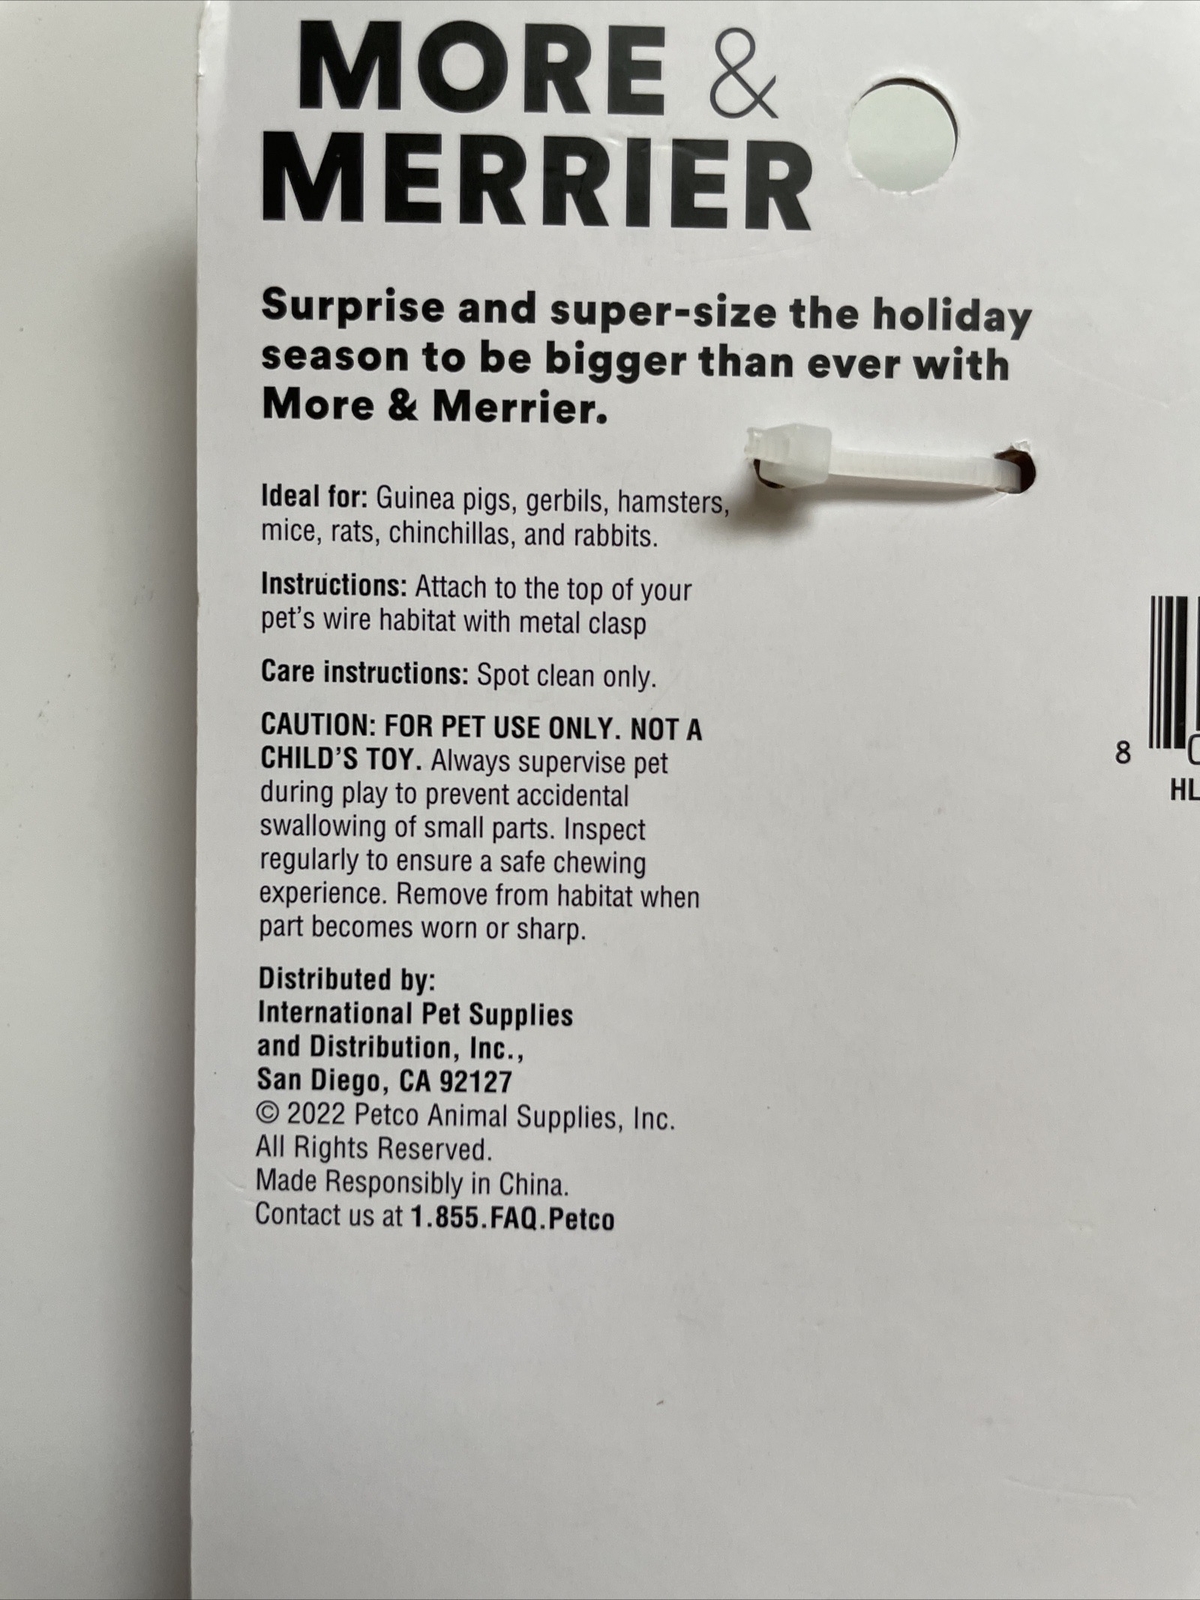 MORE &
MERRIER
Surprise and super-size the holiday
season to be bigger than ever with
More & Merrier.
Ideal for: Guinea pigs, gerbils, hamsters,
mice, rats, chinchillas, and rabbits.
Instructions: Attach to the top of your
pet's wire habitat with metal clasp
Care instructions: Spot clean only.
CAUTION: FOR PET USE ONLY. NOT A
CHILD'S TOY. Always supervise pet
during play to prevent accidental
swallowing of small parts. Inspect
regularly to ensure a safe chewing
experience. Remove from habitat when
part becomes worn or sharp.
Distributed by:
International Pet Supplies
and Distribution, Inc.,
San Diego, CA 92127
© 2022 Petco Animal Supplies, Inc.
All Rights Reserved.
Made Responsibly in China.
Contact us at 1.855.FAQ.Petco
8
HL